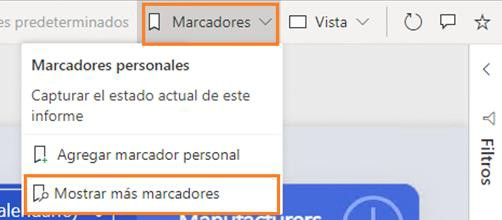 es predeterminados
Marcadores
Vista
Marcadores personales
Capturar el estado actual de este
informe
Agregar marcador personal
Mostrar más marcadores
Filtros